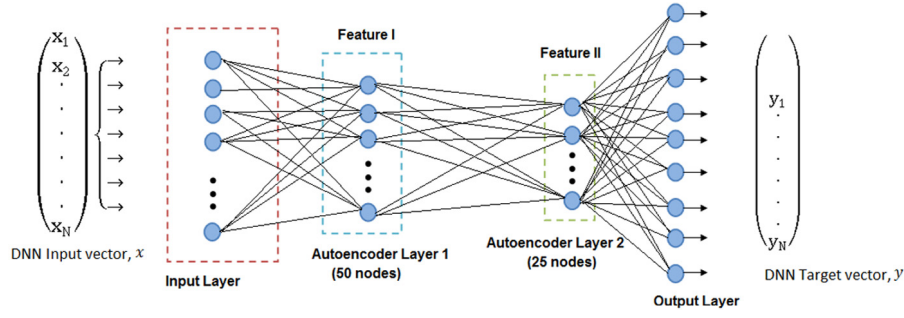 x1
x2
xN
DNN Input vector, x
Input Layer
Feature I
Autoencoder Layer 1
(50 nodes)
Feature II
Autoencoder Layer 2
(25 nodes)
Output Layer
y1
yN
DNN Target vector, y